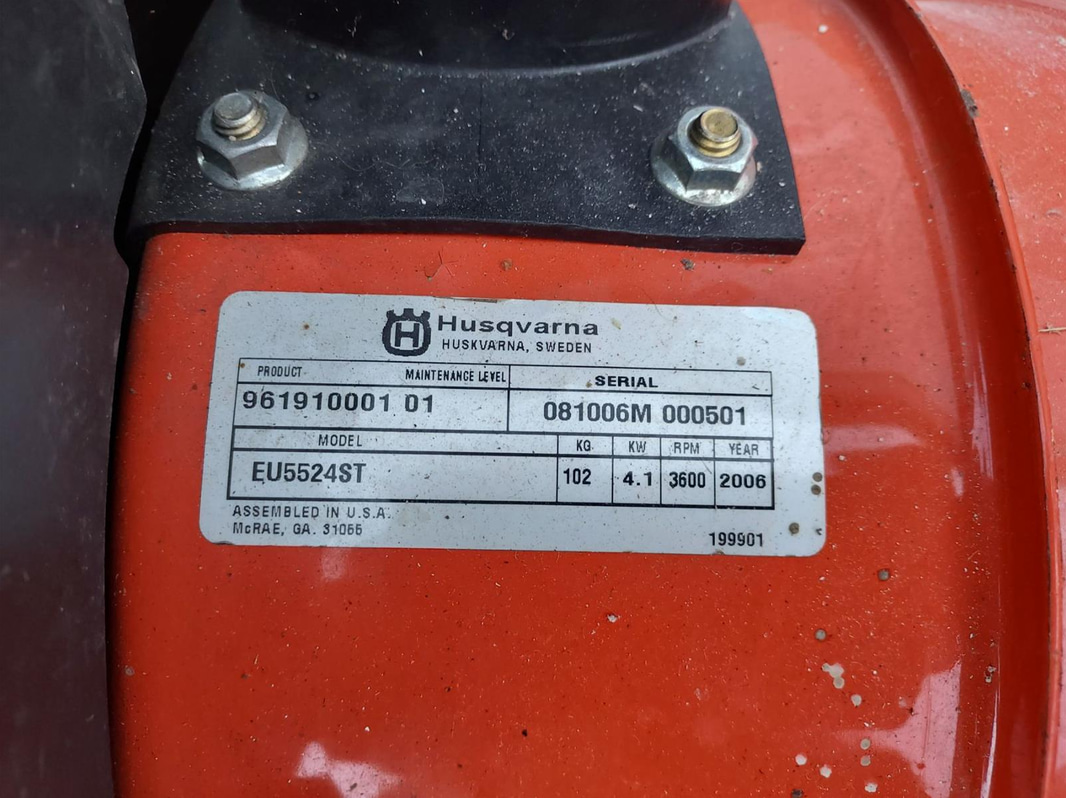 H Husqvarna
HUSKVARNA, SWEDEN
PRODUCT MAINTENANCE LEVEL SERIAL
961910001 01 081006M 000501
MODEL KG KW RPM YEAR
EU5524ST 102 4.1 3600 2006
ASSEMBLED IN U.S.A.
McRAE, GA. 31055
199901